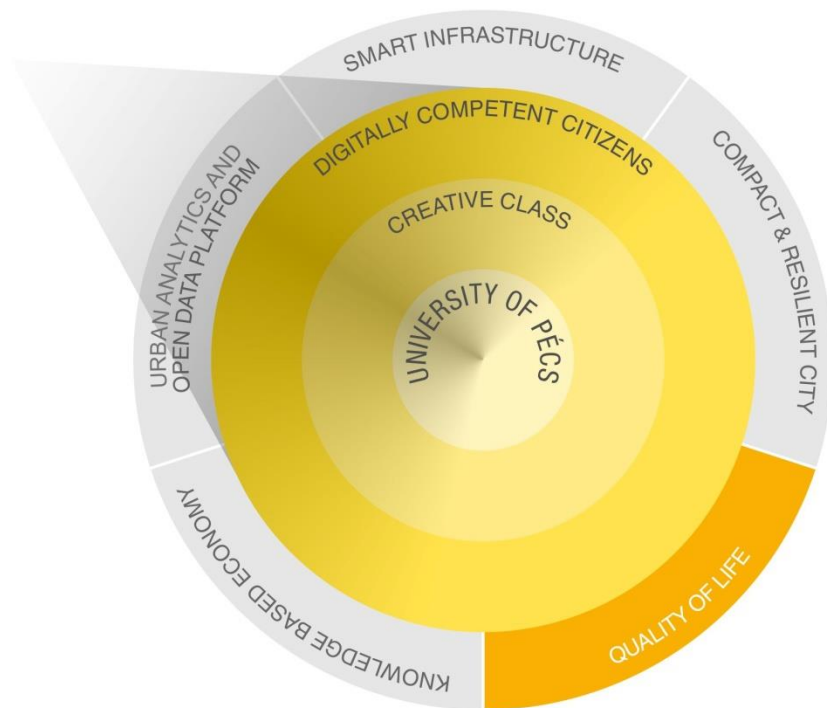 SMART INFRASTRUCTURE
DIGITALLY COMPETENT CITIZENS
CREATIVE CLASS
UNIVERSITY OF PÉCS
URBAN ANALYTICS AND
OPEN DATA PLATFORM
COMPACT & RESILIENT CITY
KNOWLEDGE BASED ECONOMY
QUALITY OF LIFE